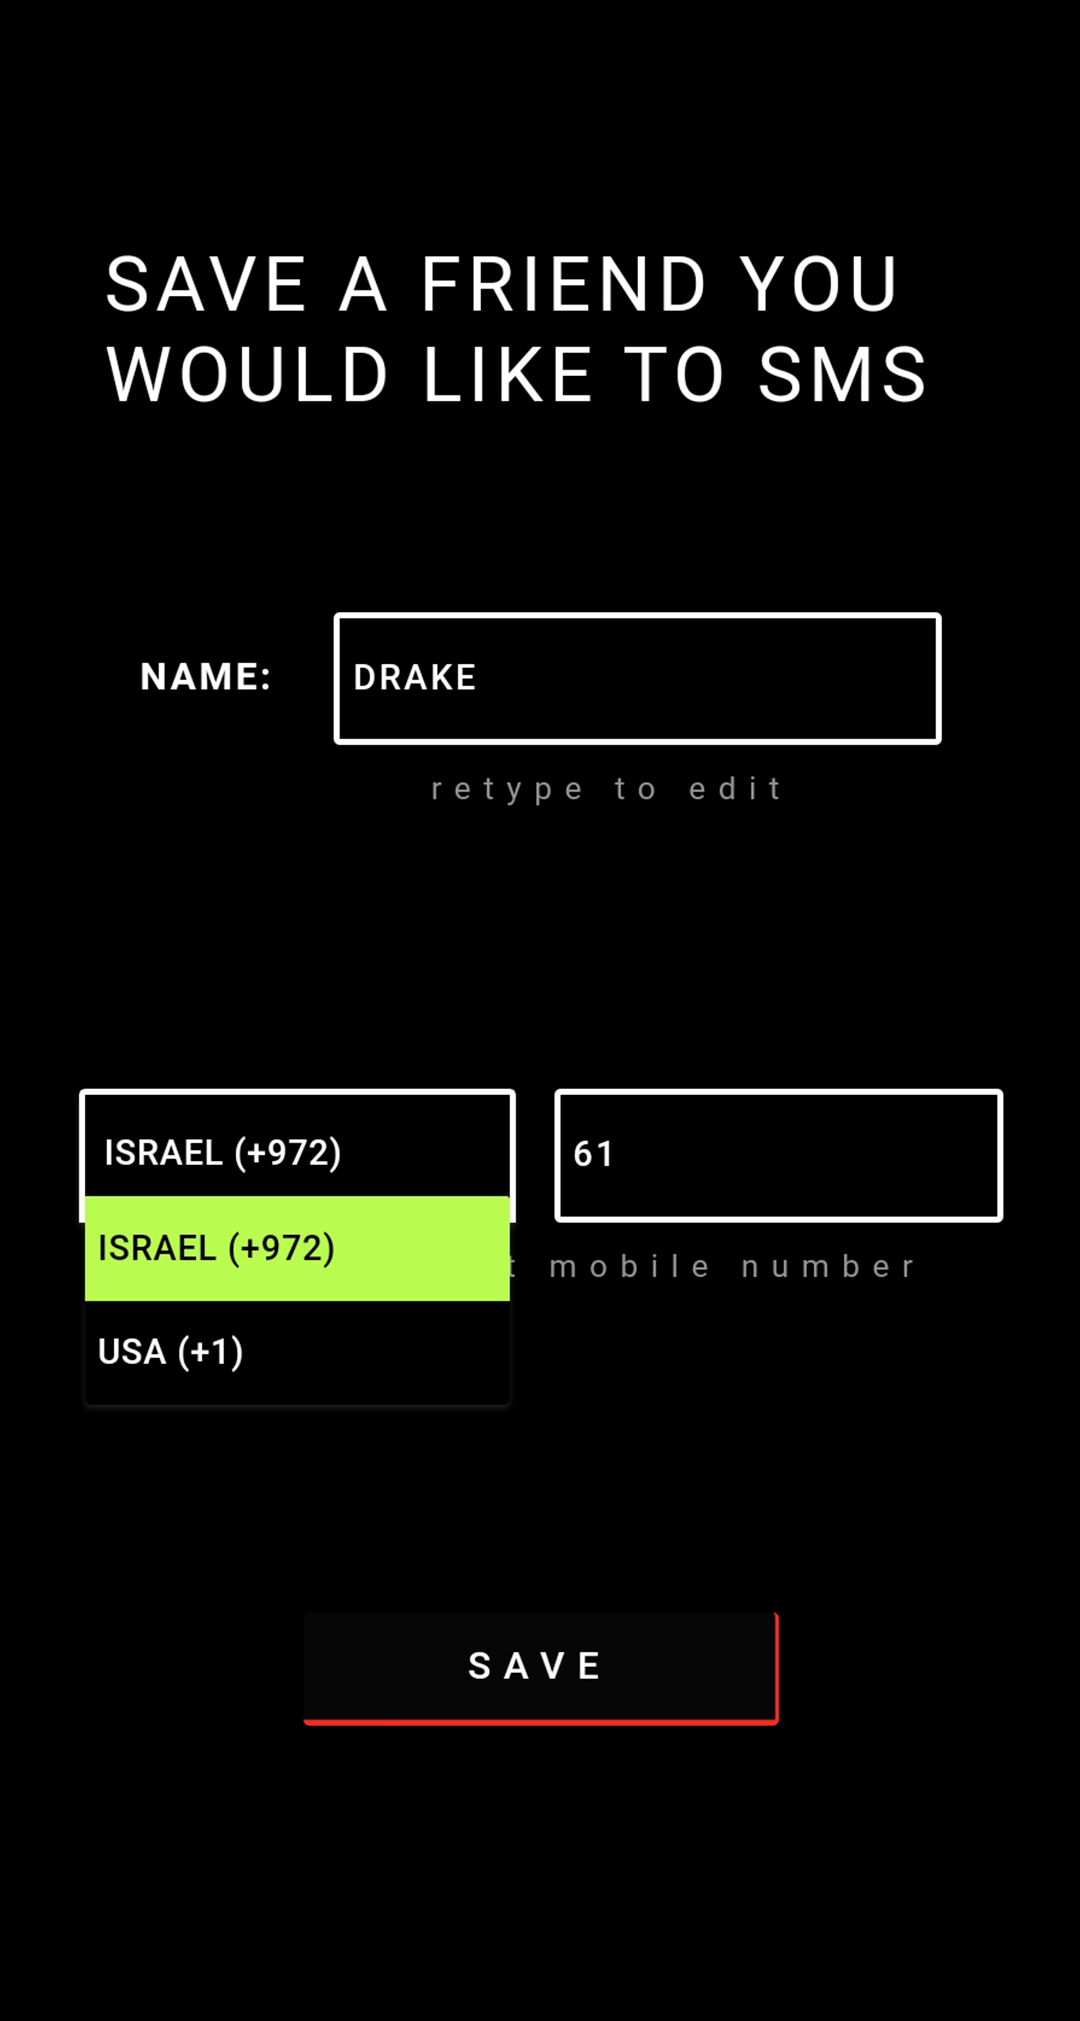 SAVE A FRIEND YOU
WOULD LIKE TO SMS
NAME:
DRAKE
retype to edit
ISRAEL (+972)
61
ISRAEL (+972)
mobile number
USA (+1)
SAVE